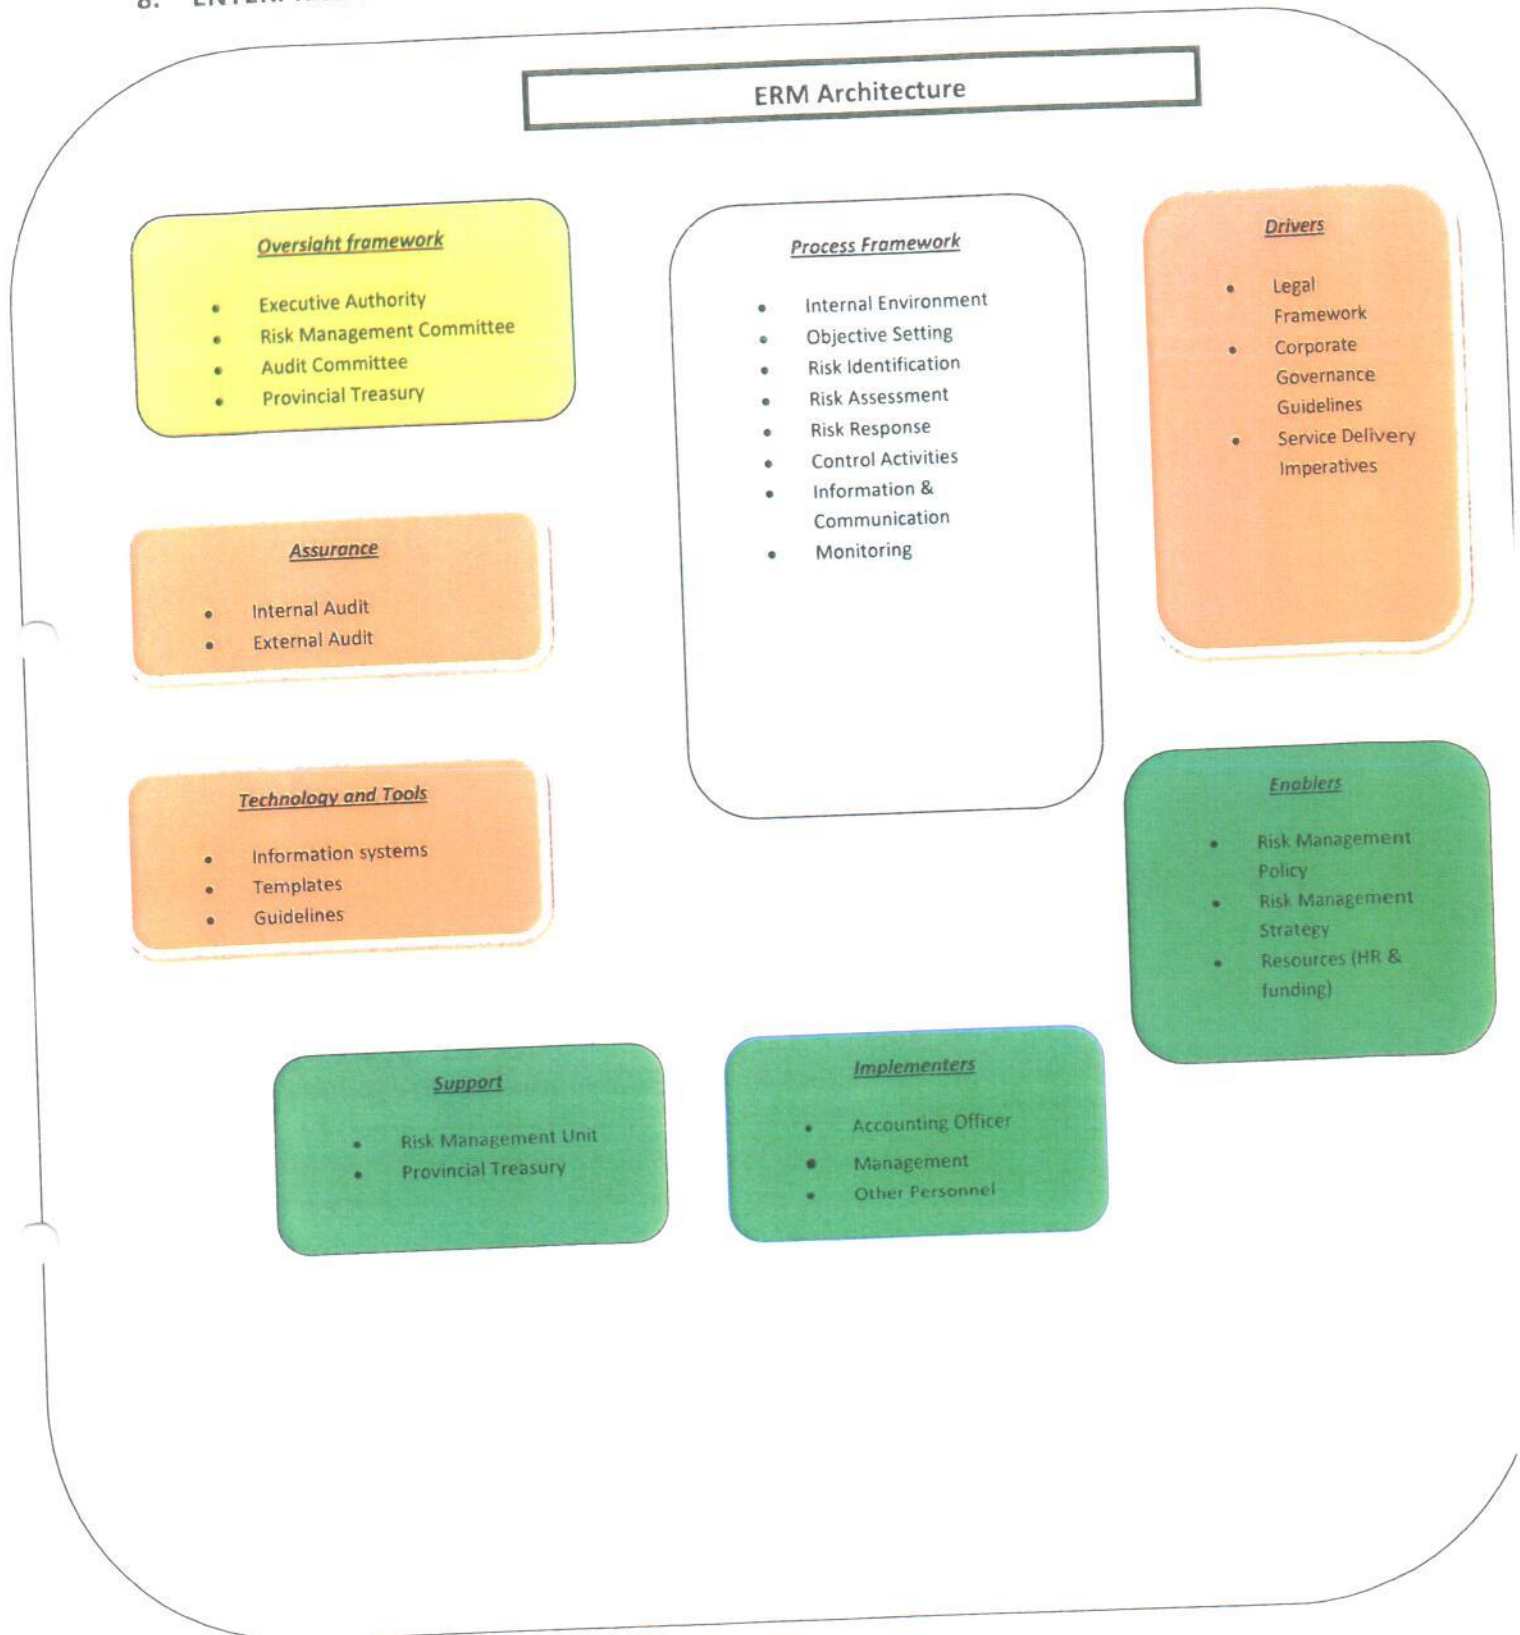 8.
ERM Architecture
Oversight framework
• Executive Authority
• Risk Management Committee
• Audit Committee
• Provincial Treasury
Assurance
• Internal Audit
• External Audit
Technology and Tools
• Information systems
• Templates
• Guidelines
Process Framework
• Internal Environment
• Objective Setting
• Risk Identification
• Risk Assessment
• Risk Response
• Control Activities
• Information &
Communication
• Monitoring
Drivers
• Legal
Framework
• Corporate
Governance
Guidelines
• Service Delivery
Imperatives
Enablers
• Risk Management
Policy
• Risk Management
Strategy
• Resources (HR &
funding)
Support
• Risk Management Unit
• Provincial Treasury
Implementers
• Accounting Officer
• Management
• Other Personnel